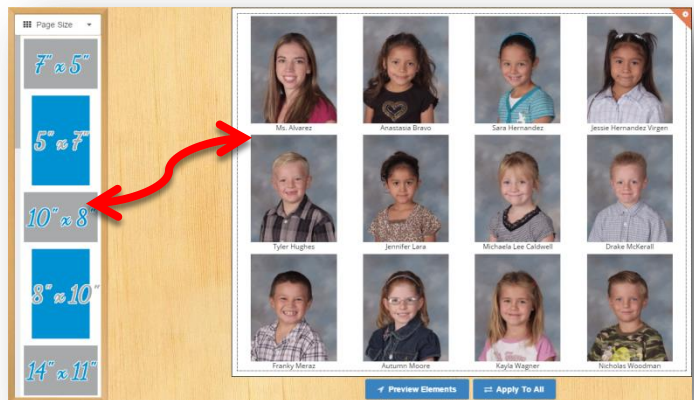 Page Size
7" x 5"
5" x 7"
10" x 8"
8" x 10"
14" x 11"
Ms. Alvarez
Anastasia Bravo
Sara Hernandez
Jessie Hernandez Virgen
Tyler Hughes
Jennifer Lara
Michaela Lee Caldwell
Drake McKerall
Franky Meraz
Autumn Moore
Kayla Wagner
Nicholas Woodman
Preview Elements
Apply To All